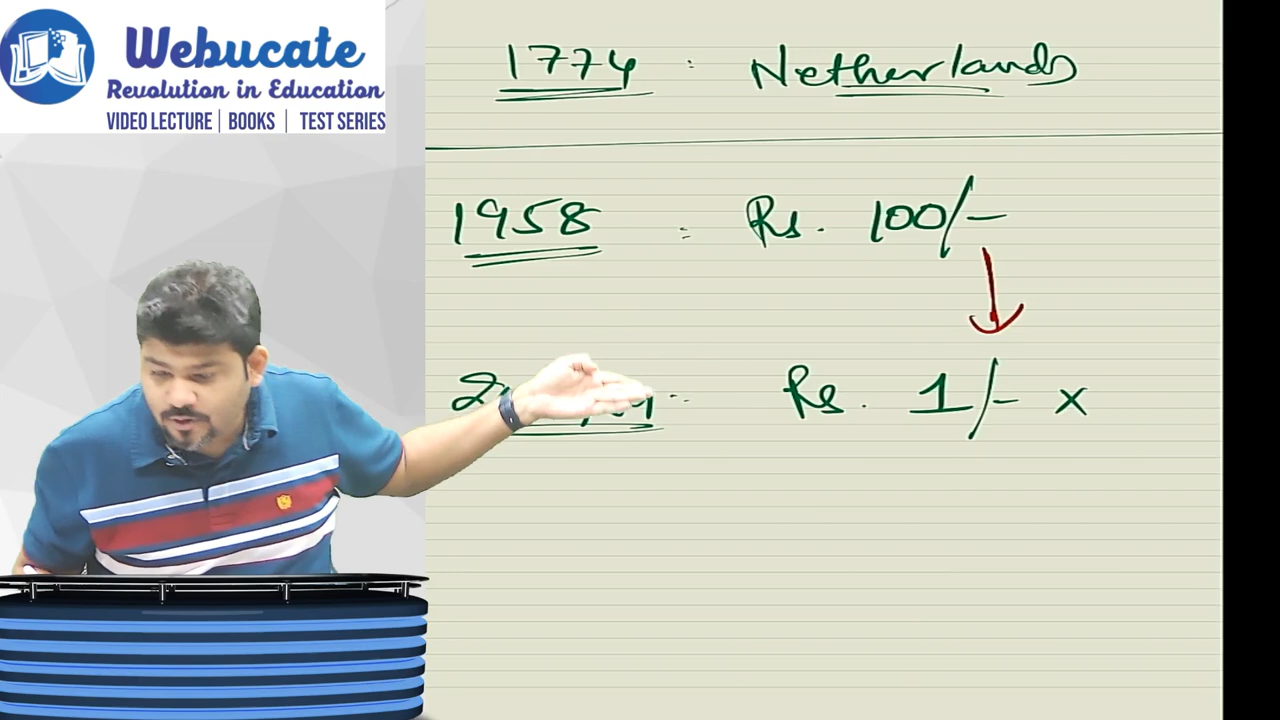 Webucate
Revolution in Education
VIDEO LECTURE | BOOKS | TEST SERIES
1774 : Netherlands
1958 : Rs. 100/-
Rs. 1/- x